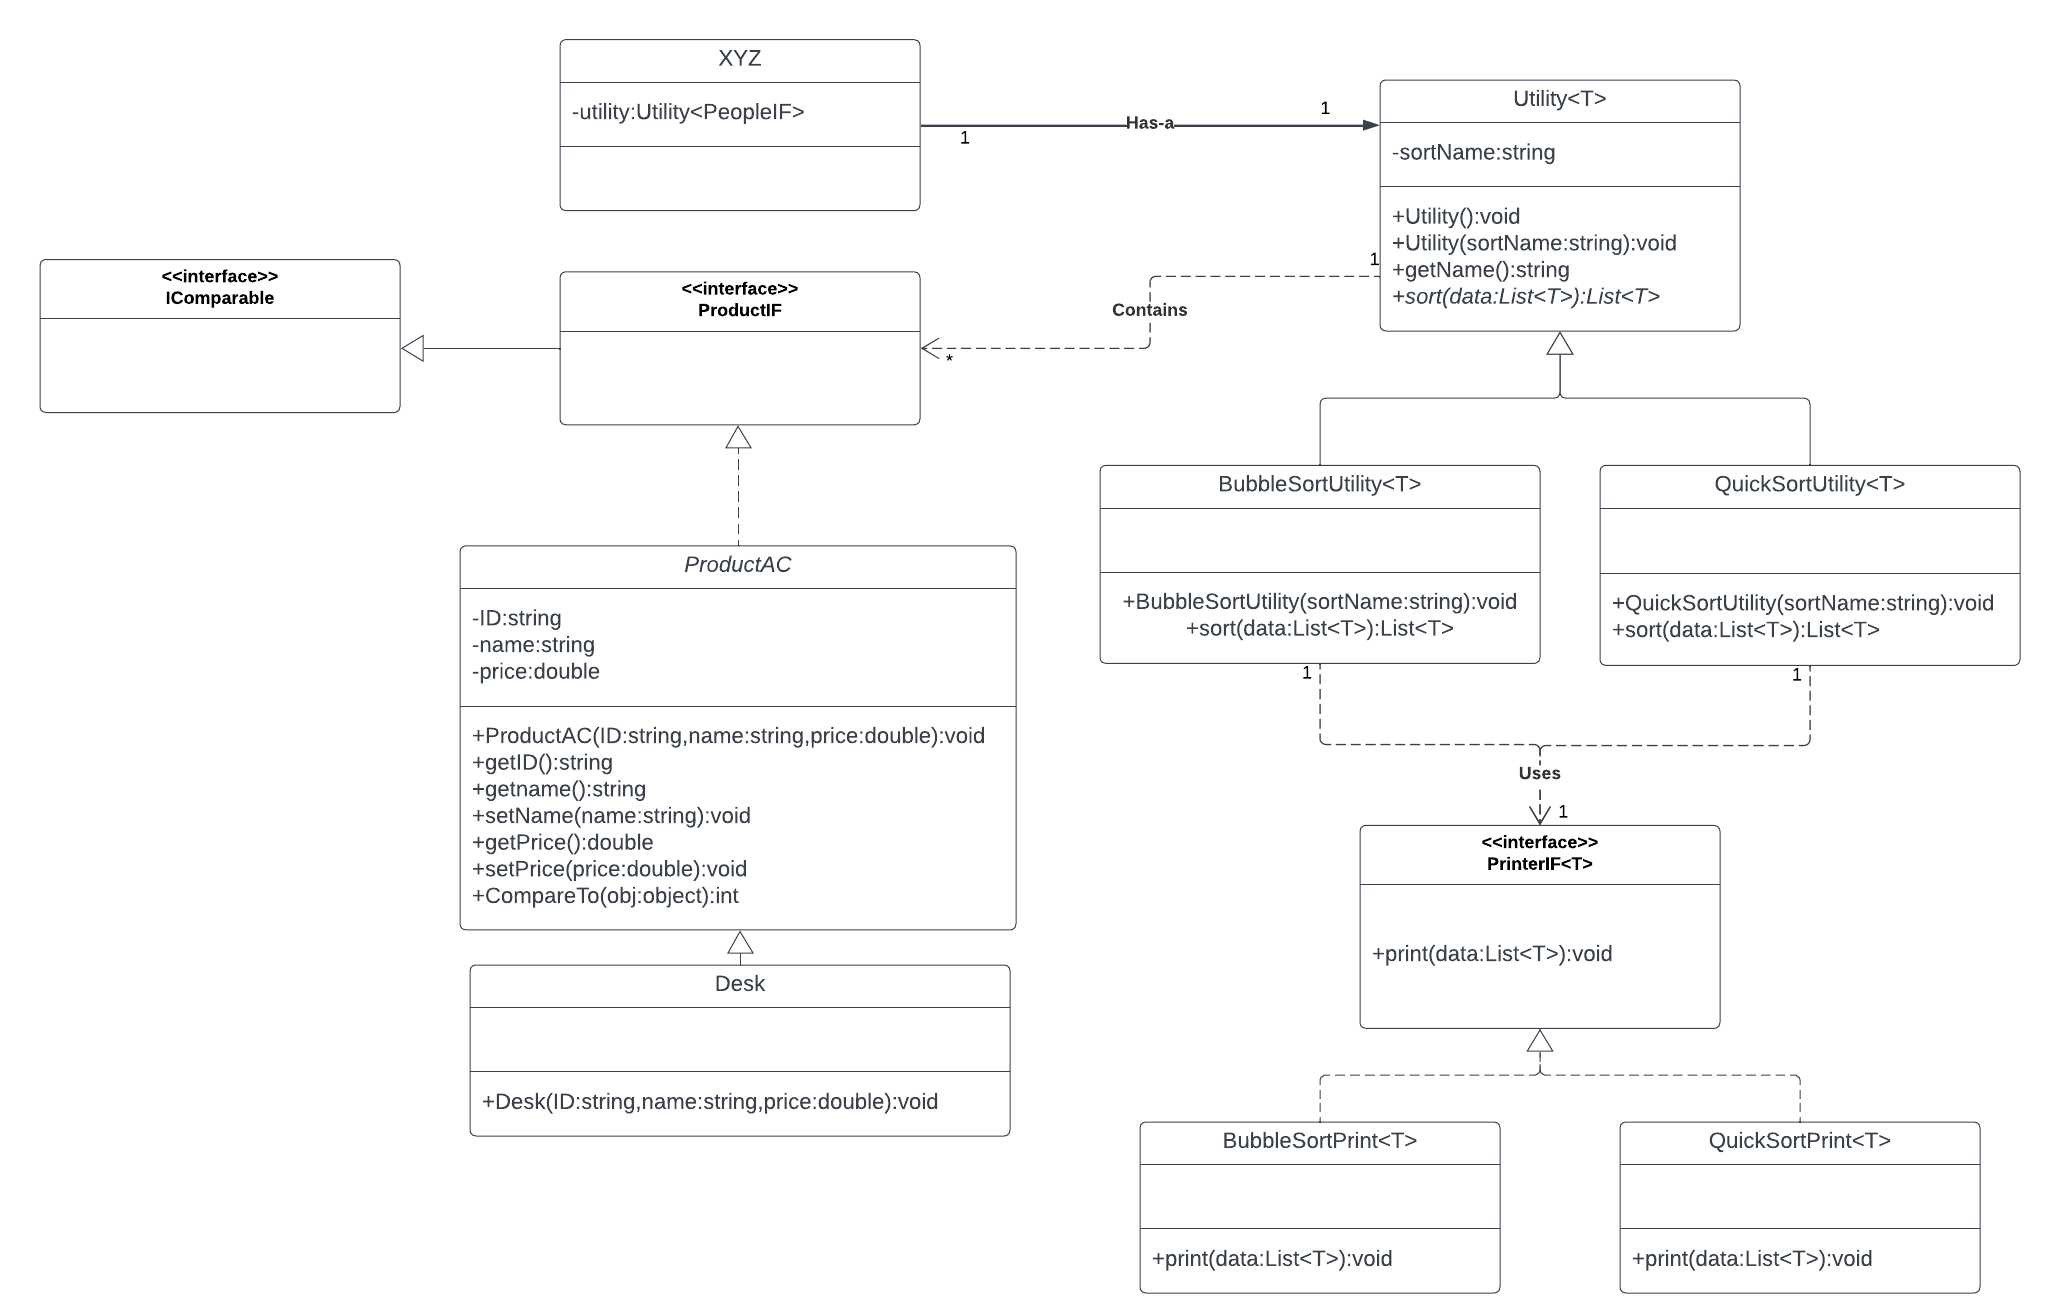 XYZ
-utility:Utility<PeopleIF>
1
Has-a
1
Utility<T>
-sortName:string
+Utility():void
+Utility(sortName:string):void
+getName():string
+sort(data:List<T>):List<T>
<<interface>>
IComparable
<<interface>>
ProductIF
1
Contains
*
BubbleSortUtility<T>
+BubbleSortUtility(sortName:string):void
+sort(data:List<T>):List<T>
QuickSortUtility<T>
+QuickSortUtility(sortName:string):void
+sort(data:List<T>):List<T>
ProductAC
-ID:string
-name:string
-price:double
+ProductAC(ID:string,name:string,price:double):void
+getID():string
+getname():string
+setName(name:string):void
+getPrice():double
+setPrice(price:double):void
+CompareTo(obj:object):int
1
1
Uses
1
<<interface>>
PrinterIF<T>
+print(data:List<T>):void
Desk
+Desk(ID:string,name:string,price:double):void
BubbleSortPrint<T>
+print(data:List<T>):void
QuickSortPrint<T>
+print(data:List<T>):void